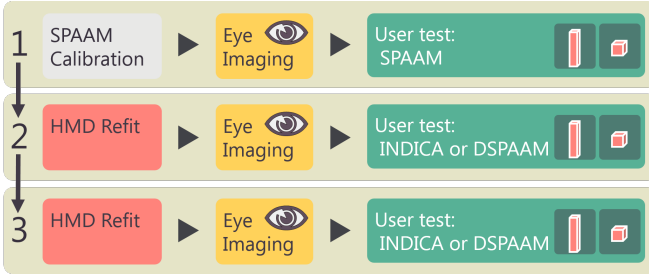 1
SPAAM
Calibration
Eye
Imaging
User test:
SPAAM
2
HMD Refit
Eye
Imaging
User test:
INDICA or DSPAAM
3
HMD Refit
Eye
Imaging
User test:
INDICA or DSPAAM